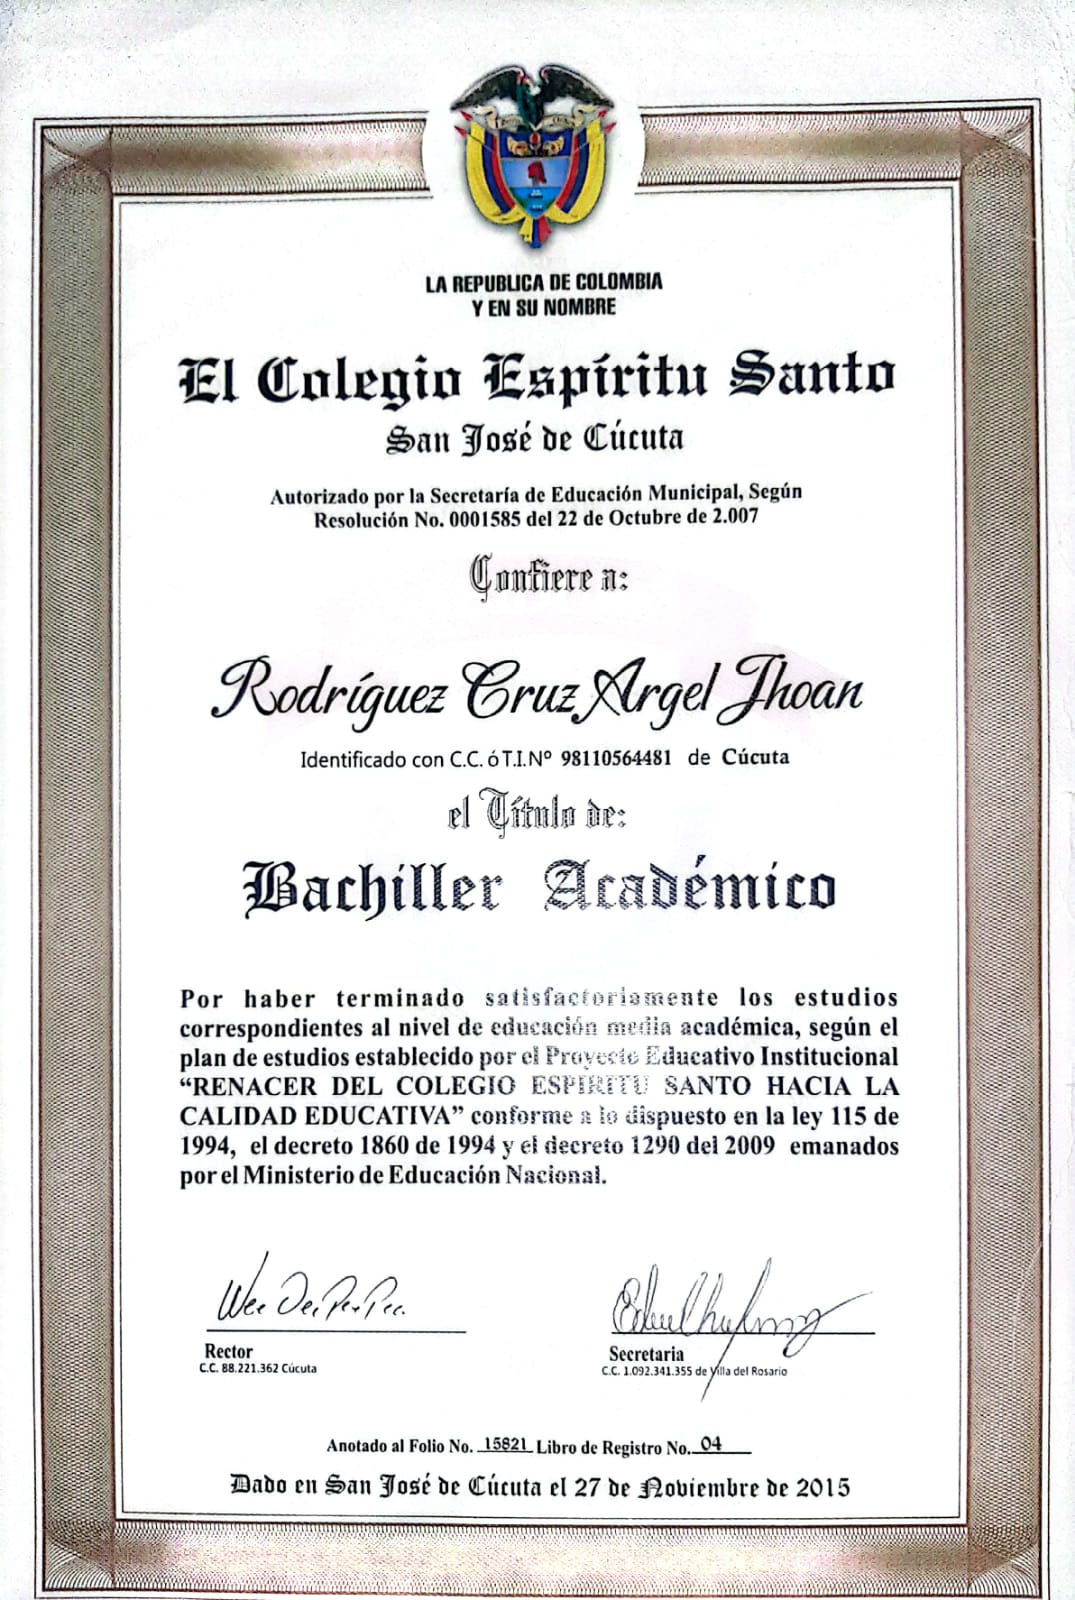 LA REPUBLICA DE COLOMBIA
Y EN SU NOMBRE
El Colegio Espíritu Santo
San José de Cúcuta
Autorizado por la Secretaría de Educación Municipal, Según
Resolución No. 0001585 del 22 de Octubre de 2.007
Confiere a:
Rodríguez Cruz Argel Jhoan
Identificado con C.C. ó T.I. Nº 98110564481 de Cúcuta
el Título de:
Bachiller Académico
Por haber terminado satisfactoriamente los estudios
correspondientes al nivel de educación media académica, según el
plan de estudios establecido por el Proyecto Educativo Institucional
“RENACER DEL COLEGIO ESPIRITU SANTO HACIA LA
CALIDAD EDUCATIVA” conforme a lo dispuesto en la ley 115 de
1994, el decreto 1860 de 1994 y el decreto 1290 del 2009 emanados
por el Ministerio de Educación Nacional.
Rector
C.C. 88.221.362 Cúcuta
Secretaria
C.C. 1.092.341.355 de Villa del Rosario
Anotado al Folio No. 15821 Libro de Registro No. 04
Dado en San José de Cúcuta el 27 de Noviembre de 2015